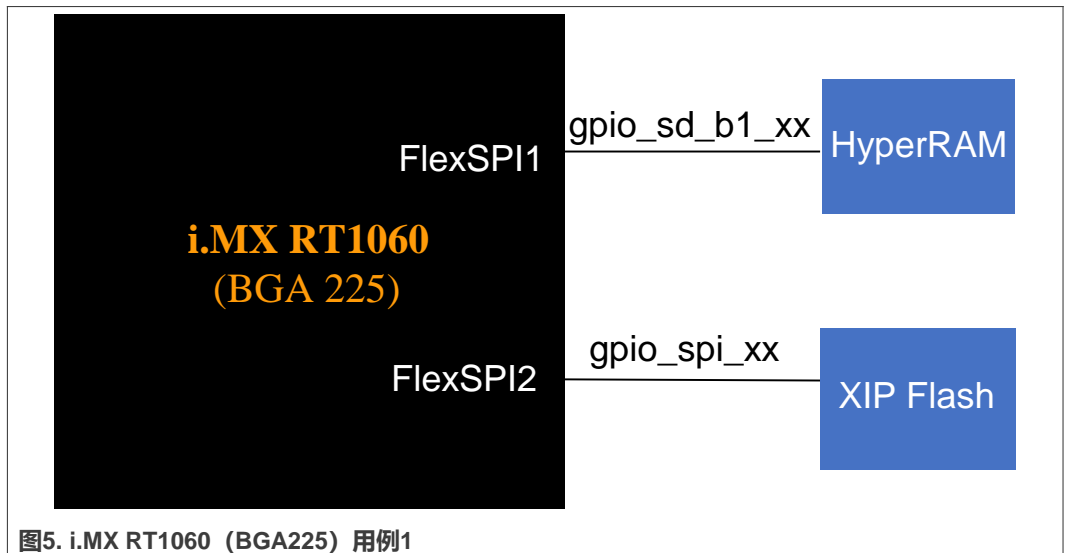 gpio_sd_b1_xx
FlexSPI1
HyperRAM
i.MX RT1060
(BGA 225)
gpio_spi_xx
FlexSPI2
XIP Flash
图5. i.MX RT1060（BGA225）用例1